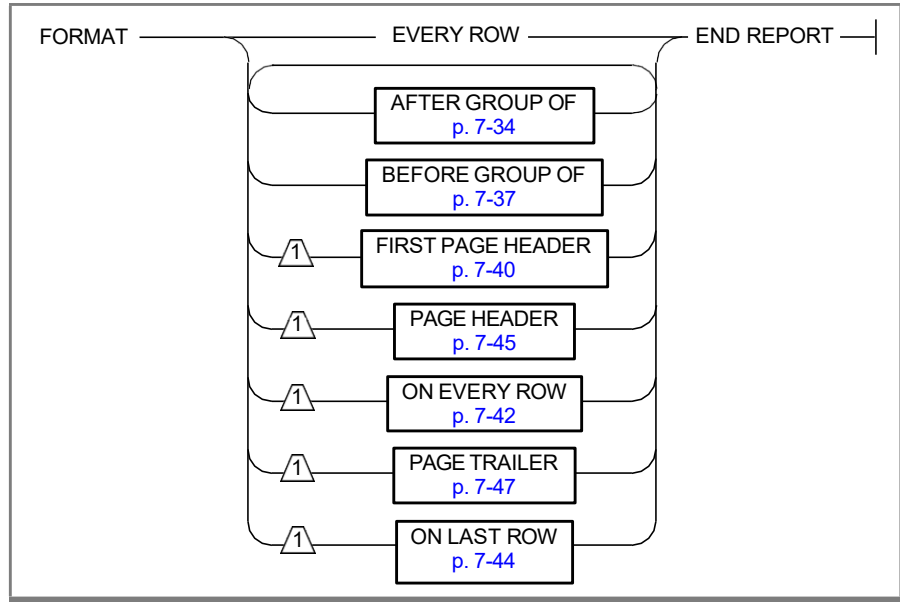 FORMAT EVERY ROW END REPORT
AFTER GROUP OF
p. 7-34
BEFORE GROUP OF
p. 7-37
1 FIRST PAGE HEADER
p. 7-40
1 PAGE HEADER
p. 7-45
1 ON EVERY ROW
p. 7-42
1 PAGE TRAILER
p. 7-47
1 ON LAST ROW
p. 7-44